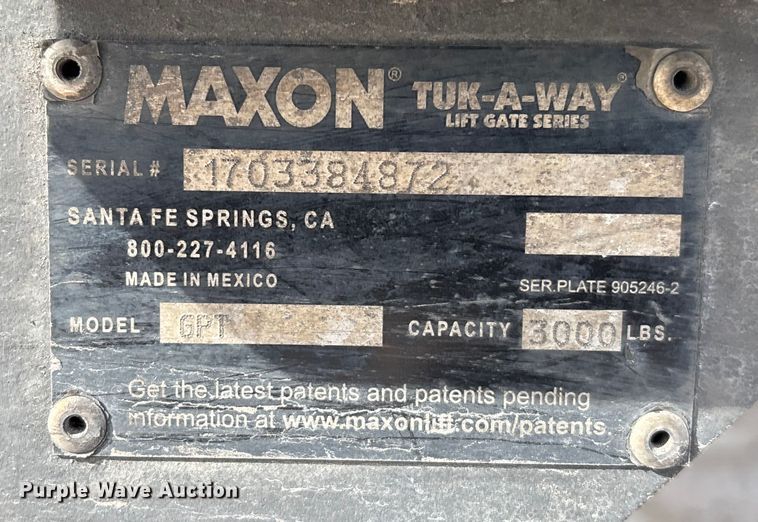 MAXON® TUK-A-WAY®
LIFT GATE SERIES
SERIAL # 1703384872
SANTA FE SPRINGS, CA
800-227-4116
MADE IN MEXICO
SER.PLATE 905246-2
MODEL GPT CAPACITY 3000 LBS.
Get the latest patents and patents pending
information at www.maxonlift.com/patents
Purple Wave Auction